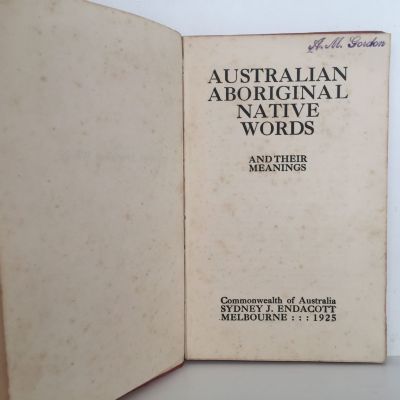 A. M. Gordon
AUSTRALIAN
ABORIGINAL
NATIVE
WORDS
AND THEIR
MEANINGS
Commonwealth of Australia
SYDNEY J. ENDACOTT
MELBOURNE : : : 1925